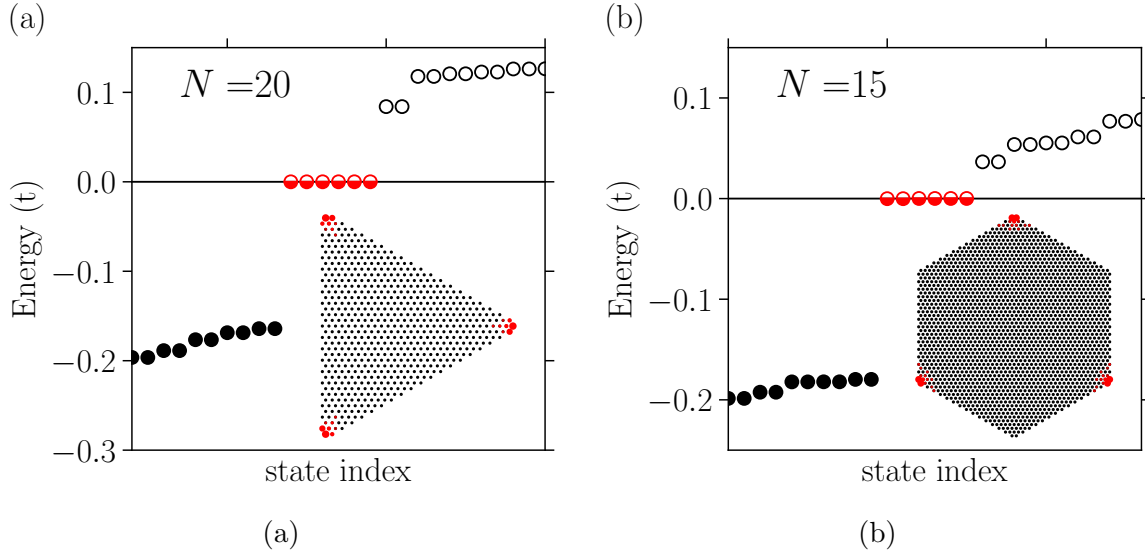 (a)
N =20
0.1
0.0
−0.1
−0.2
−0.3
Energy (t)
state index
(a)
(b)
N =15
0.1
0.0
−0.1
−0.2
Energy (t)
state index
(b)